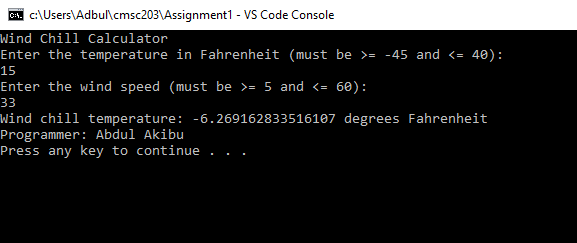 c:\Users\Adbul\cmsc203\Assignment1 - VS Code Console
Wind Chill Calculator
Enter the temperature in Fahrenheit (must be >= -45 and <= 40):
15
Enter the wind speed (must be >= 5 and <= 60):
33
Wind chill temperature: -6.269162833516107 degrees Fahrenheit
Programmer: Abdul Akibu
Press any key to continue . . .